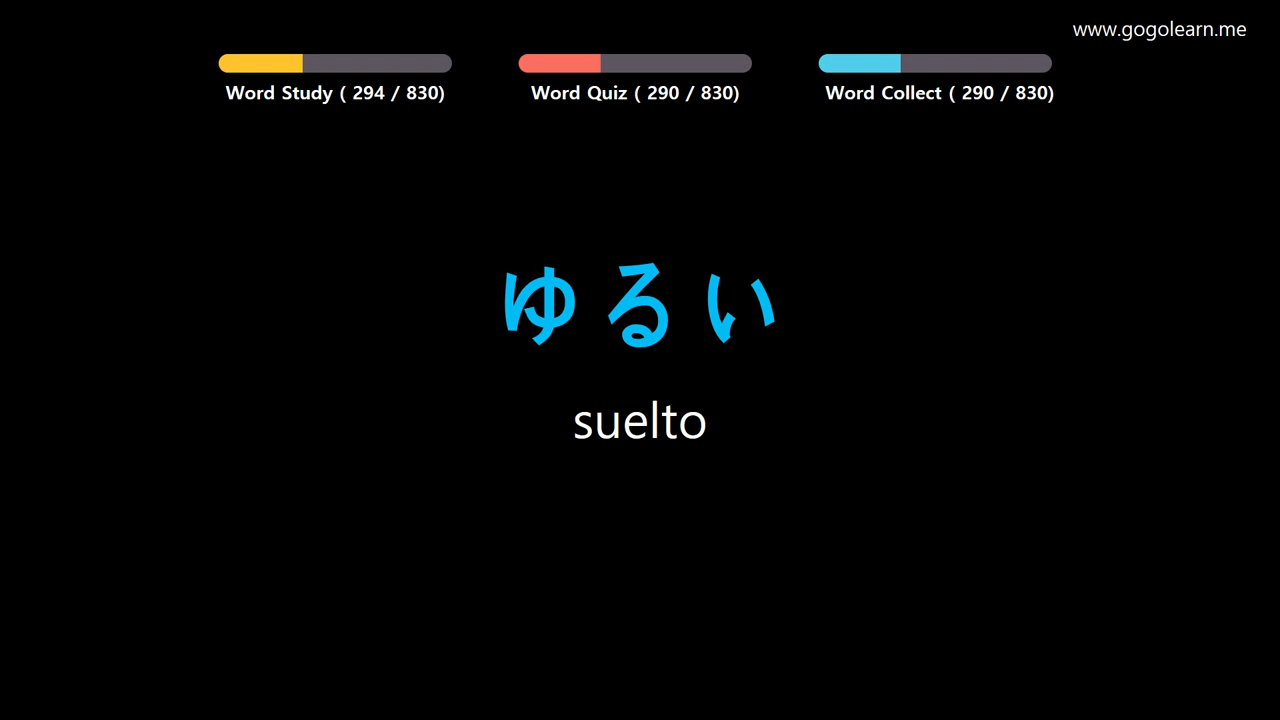 www.gogolearn.me
Word Study ( 294 / 830)
Word Quiz ( 290 / 830)
Word Collect ( 290 / 830)
ゆるい
suelto